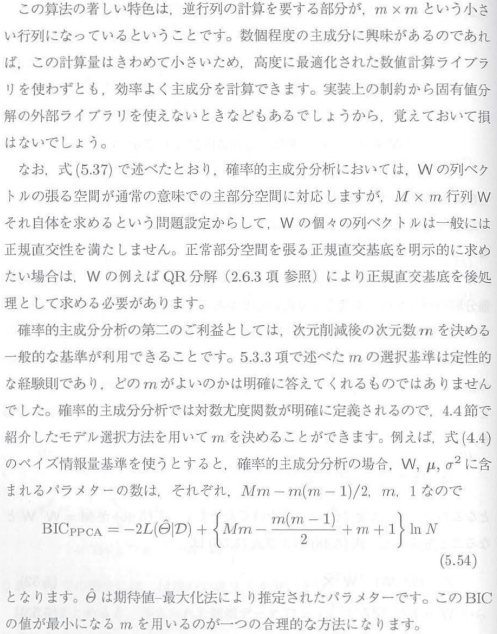 この算法の著しい特色は，逆行列の計算を要する部分が，m × m という小さ
い行列になっているということです。数個程度の主成分に興味があるのであれ
ば，この計算量はきわめて小さいため，高度に最適化された数値計算ライブラ
リを使わずとも，効率よく主成分を計算できます。実装上の制約から固有値分
解の外部ライブラリを使えないときなどもあるでしょうから，覚えておいて損
はないでしょう。
なお，式 (5.37) で述べたとおり，確率的主成分分析においては，W の列ベク
トルの張る空間が通常の意味での主部分空間に対応しますが，M × m 行列 W
それ自体を求めるという問題設定からして，W の個々の列ベクトルは一般には
正規直交性を満たしません。正常部分空間を張る正規直交基底を明示的に求め
たい場合は，W の例えば QR 分解（2.6.3 項 参照）により正規直交基底を後処
理として求める必要があります。
確率的主成分分析の第二のご利益としては，次元削減後の次元数 m を決める
一般的な基準が利用できることです。5.3.3 項で述べた m の選択基準は定性的
な経験則であり，どの m がよいのかは明確に答えてくれるものではありません
でした。確率的主成分分析では対数尤度関数が明確に定義されるので，4.4 節で
紹介したモデル選択方法を用いて m を決めることができます。例えば，式 (4.4)
のベイズ情報量基準を使うとすると，確率的主成分分析の場合，W, μ, σ² に含
まれるパラメターの数は，それぞれ，Mm − m(m − 1)/2，m，1 なので
BIC_PPCA = −2L(Θ̂|D) + { Mm − m(m − 1)/2 + m + 1 } ln N
(5.54)
となります。Θ̂ は期待値–最大化法により推定されたパラメターです。この BIC
の値が最小になる m を用いるのが一つの合理的な方法になります。